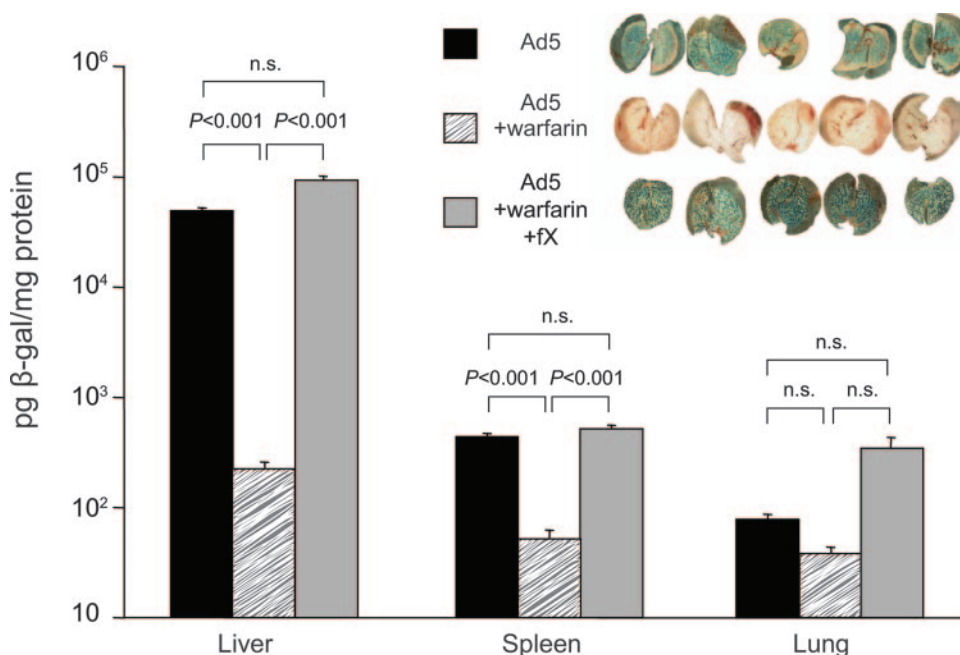 pg β-gal/mg protein
10⁶
10⁵
10⁴
10³
10²
10
n.s.
P<0.001 P<0.001
n.s.
P<0.001 P<0.001
n.s.
n.s. n.s.
Ad5
Ad5
+warfarin
Ad5
+warfarin
+fX
Liver Spleen Lung